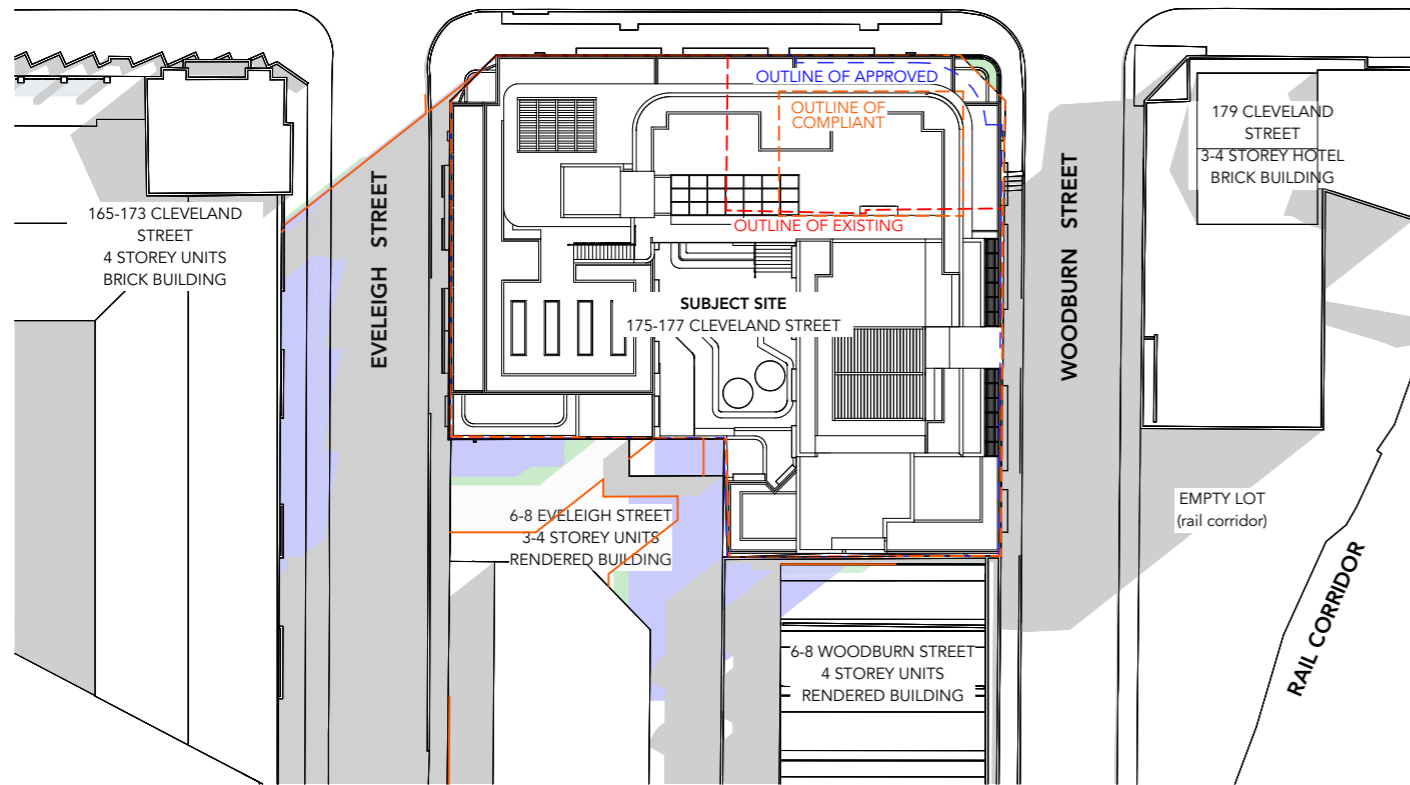 OUTLINE OF APPROVED
OUTLINE OF
COMPLIANT
OUTLINE OF EXISTING
179 CLEVELAND
STREET
3-4 STOREY HOTEL
BRICK BUILDING
165-173 CLEVELAND
STREET
4 STOREY UNITS
BRICK BUILDING
EVELEIGH STREET
WOODBURN STREET
SUBJECT SITE
175-177 CLEVELAND STREET
6-8 EVELEIGH STREET
3-4 STOREY UNITS
RENDERED BUILDING
EMPTY LOT
(rail corridor)
RAIL CORRIDOR
6-8 WOODBURN STREET
4 STOREY UNITS
RENDERED BUILDING